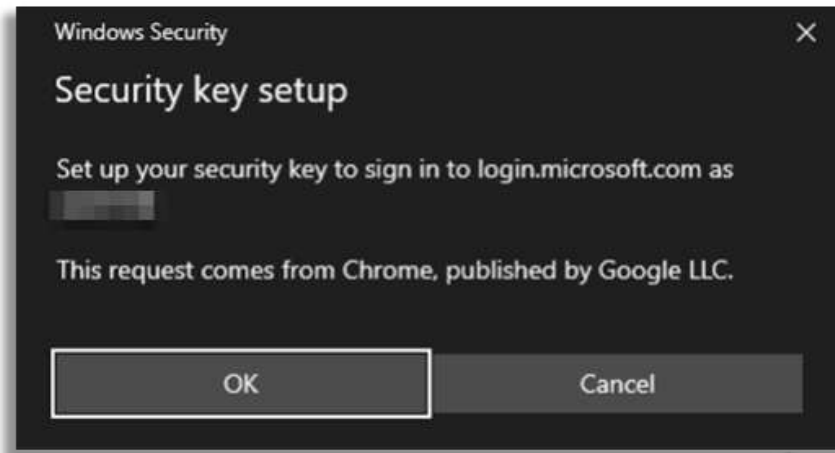 Windows Security
Security key setup
Set up your security key to sign in to login.microsoft.com as
This request comes from Chrome, published by Google LLC.
OK
Cancel